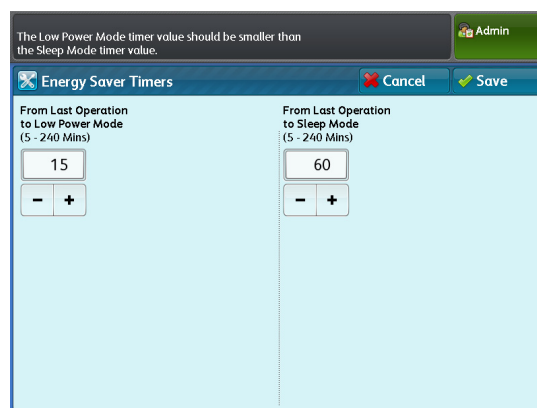 The Low Power Mode timer value should be smaller than
the Sleep Mode timer value.
Admin
Energy Saver Timers
Cancel
Save
From Last Operation
to Low Power Mode
(5 - 240 Mins)
15
- +
From Last Operation
to Sleep Mode
(5 - 240 Mins)
60
- +